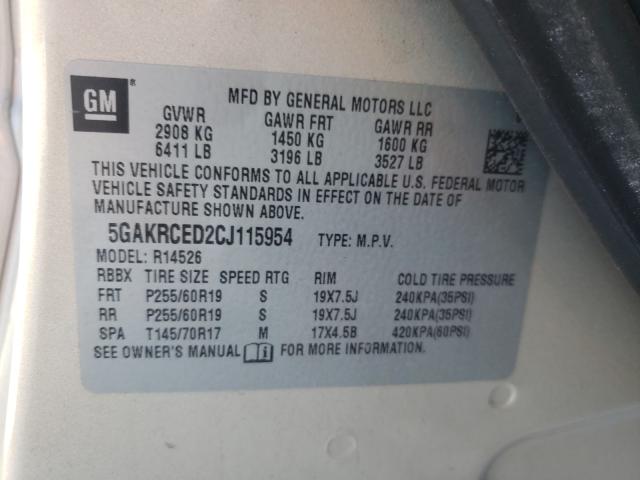 GM
®
MFD BY GENERAL MOTORS LLC
GVWR GAWR FRT GAWR RR
2908 KG 1450 KG 1600 KG
6411 LB 3196 LB 3527 LB
THIS VEHICLE CONFORMS TO ALL APPLICABLE U.S. FEDERAL MOTOR
VEHICLE SAFETY STANDARDS IN EFFECT ON THE DATE OF
MANUFACTURE SHOWN ABOVE.
5GAKRCED2CJ115954 TYPE: M.P.V.
MODEL: R14526
RBBX TIRE SIZE SPEED RTG RIM COLD TIRE PRESSURE
FRT P255/60R19 S 19X7.5J 240KPA(35PSI)
RR P255/60R19 S 19X7.5J 240KPA(35PSI)
SPA T145/70R17 M 17X4.5B 420KPA(60PSI)
SEE OWNER'S MANUAL FOR MORE INFORMATION.